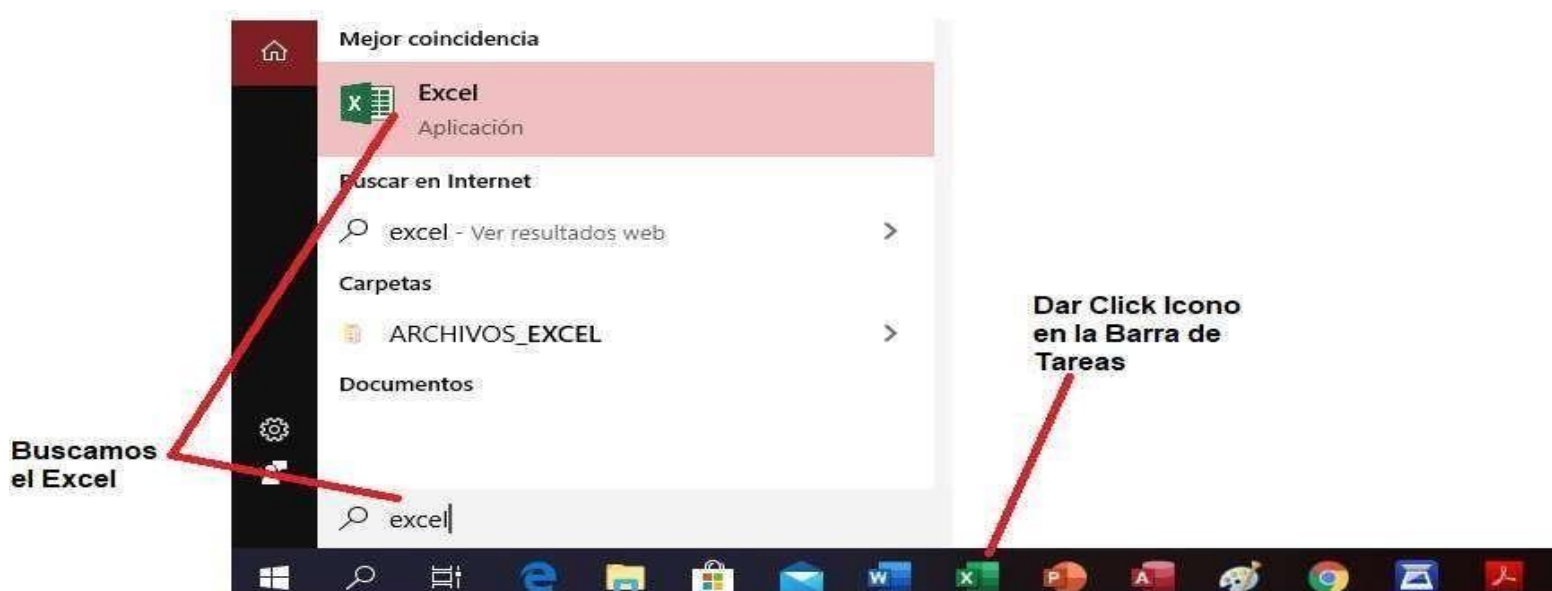 Mejor coincidencia
Excel
Aplicación
Buscar en Internet
excel - Ver resultados web
Carpetas
ARCHIVOS_EXCEL
Documentos
excel
Buscamos
el Excel
Dar Click Icono
en la Barra de
Tareas